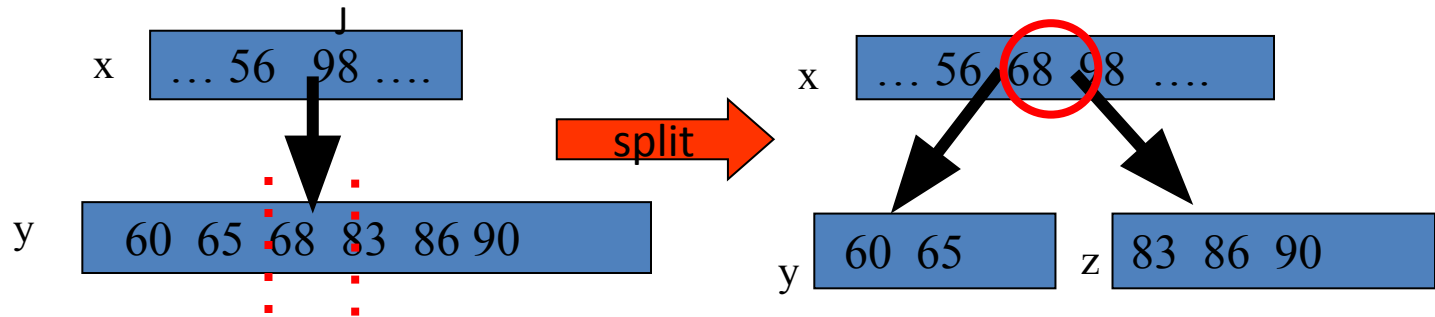 J
x
... 56 98 ....
split
x
... 56 68 98 ....
y
60 65 68 83 86 90
y
60 65
z
83 86 90